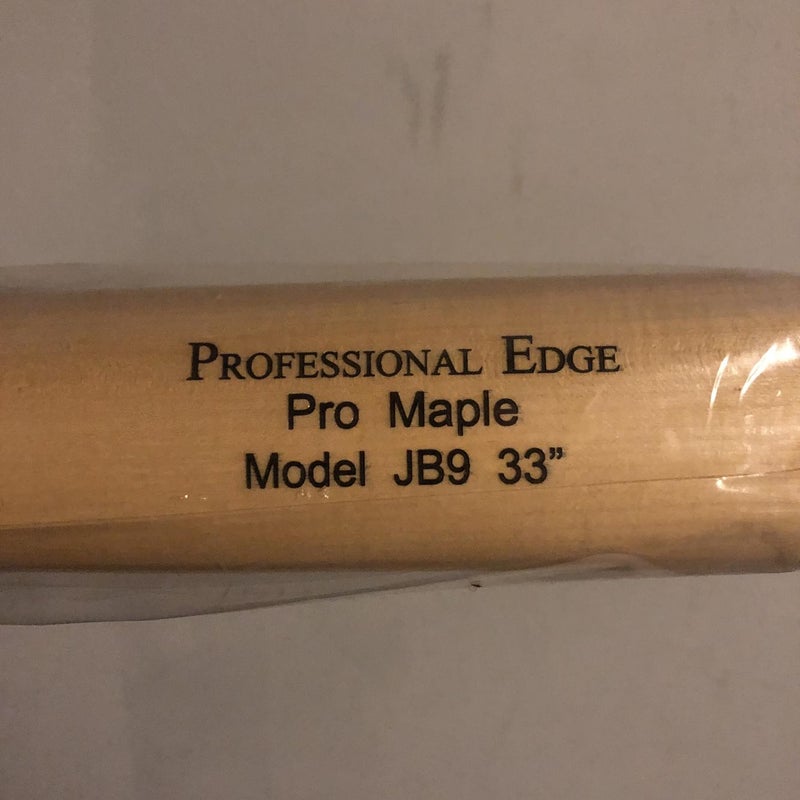 PROFESSIONAL EDGE
Pro Maple
Model JB9 33”